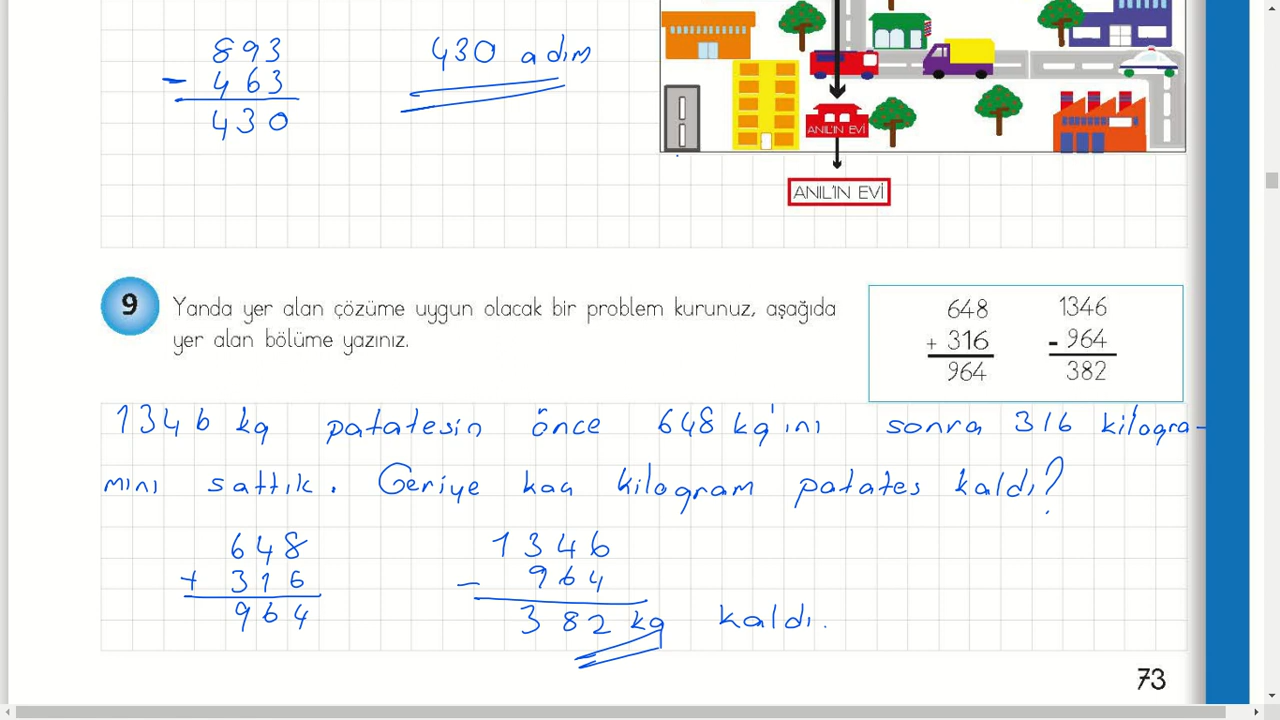 893
- 463
430
430 adım
ANIL'IN EVİ
ANIL'IN EVİ
9
Yanda yer alan çözüme uygun olacak bir problem kurunuz, aşağıda
yer alan bölüme yazınız.
648
+ 316
964
1346
- 964
382
1346 kg patatesin önce 648 kg'ını sonra 316 kilogra-
mını sattık. Geriye kaç kilogram patates kaldı?
648
+ 316
964
1346
- 964
382 kg kaldı.
73